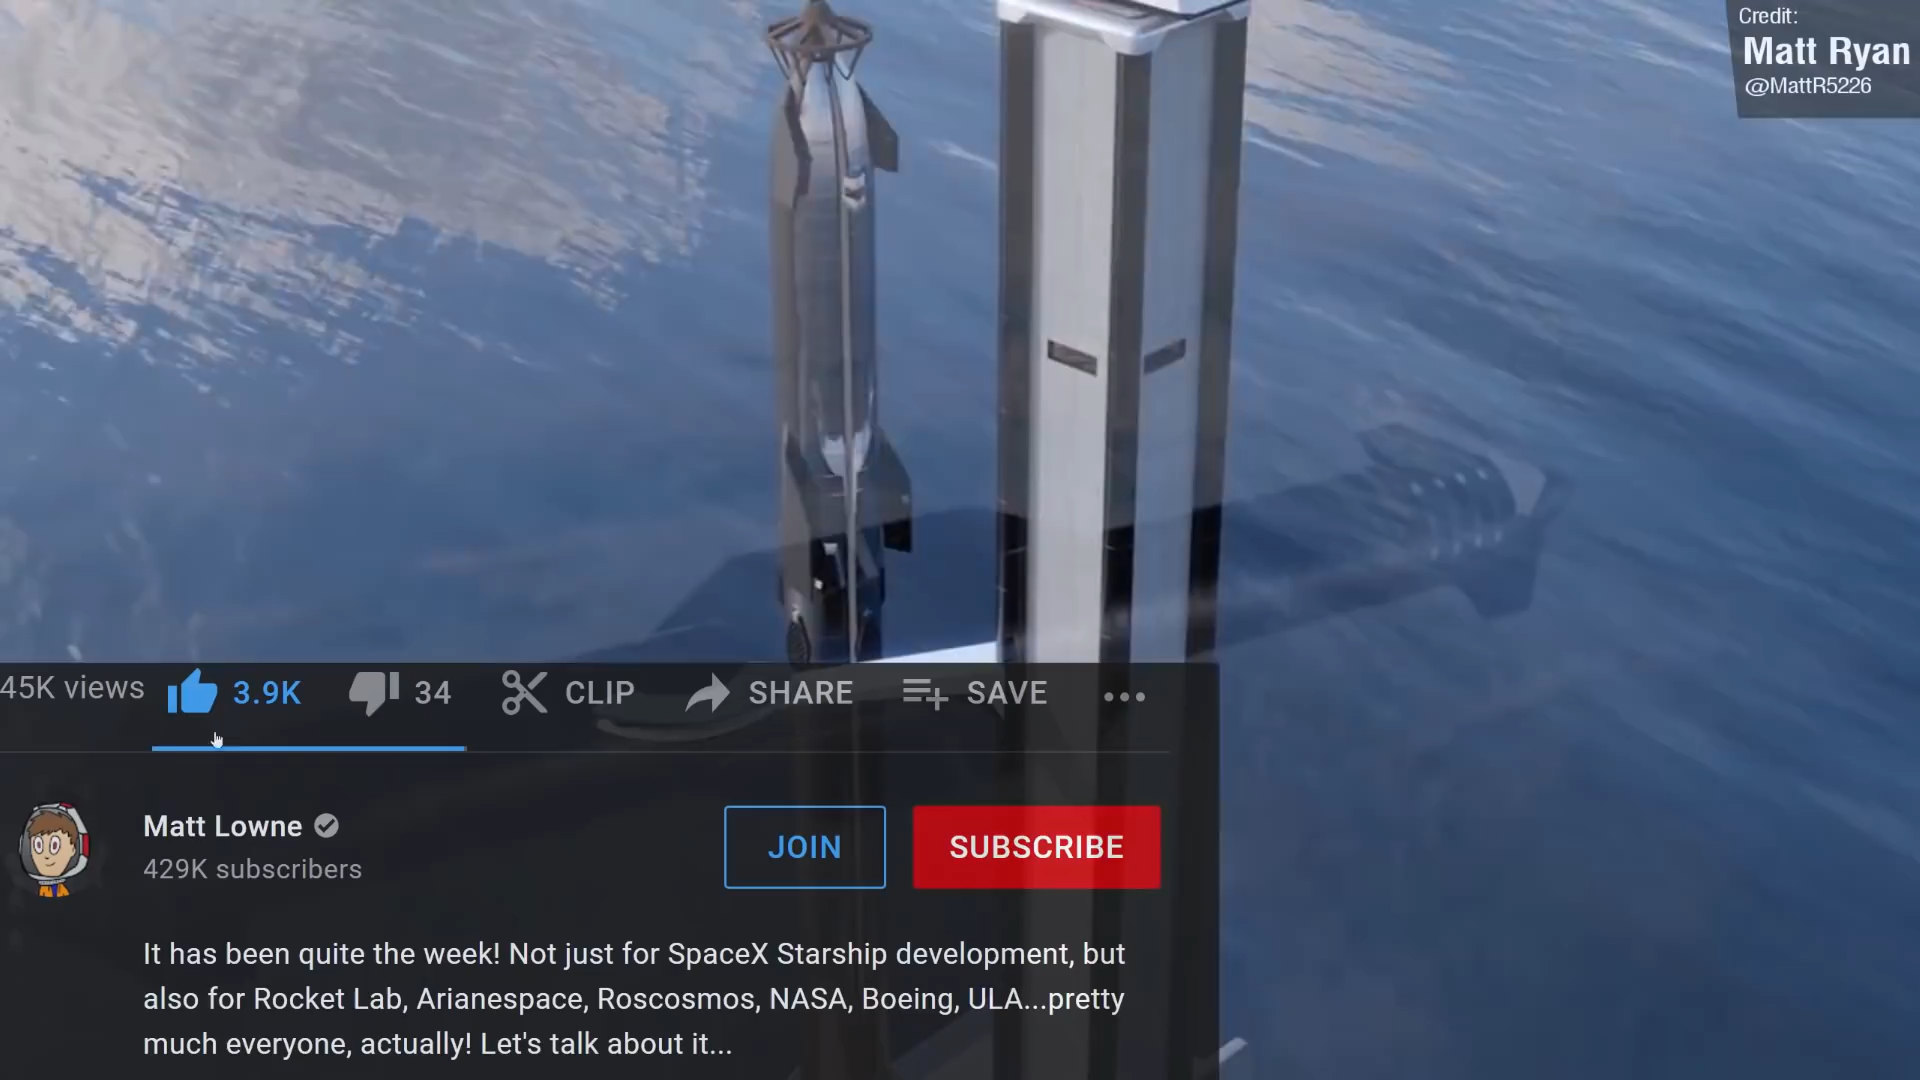 Credit:
Matt Ryan
@MattR5226
45K views
3.9K
34
CLIP
SHARE
SAVE
Matt Lowne
429K subscribers
JOIN
SUBSCRIBE
It has been quite the week! Not just for SpaceX Starship development, but
also for Rocket Lab, Arianespace, Roscosmos, NASA, Boeing, ULA...pretty
much everyone, actually! Let's talk about it...